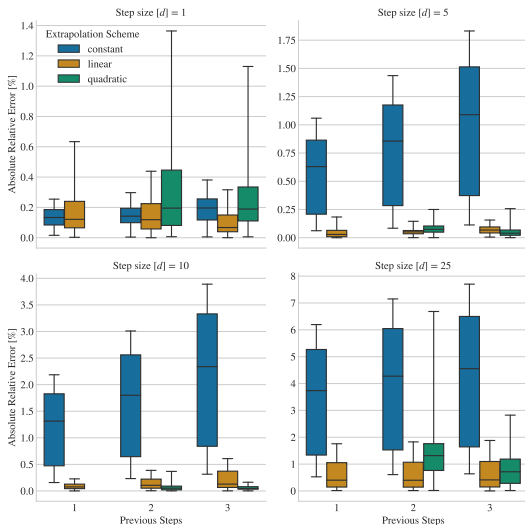 Step size [d] = 1
Step size [d] = 5
Absolute Relative Error [%]
1.4
1.2
1.0
0.8
0.6
0.4
0.2
0.0
Extrapolation Scheme
constant
linear
quadratic
1.75
1.50
1.25
1.00
0.75
0.50
0.25
0.00
Step size [d] = 10
Step size [d] = 25
Absolute Relative Error [%]
4.0
3.5
3.0
2.5
2.0
1.5
1.0
0.5
0.0
8
7
6
5
4
3
2
1
0
1 2 3
1 2 3
Previous Steps
Previous Steps